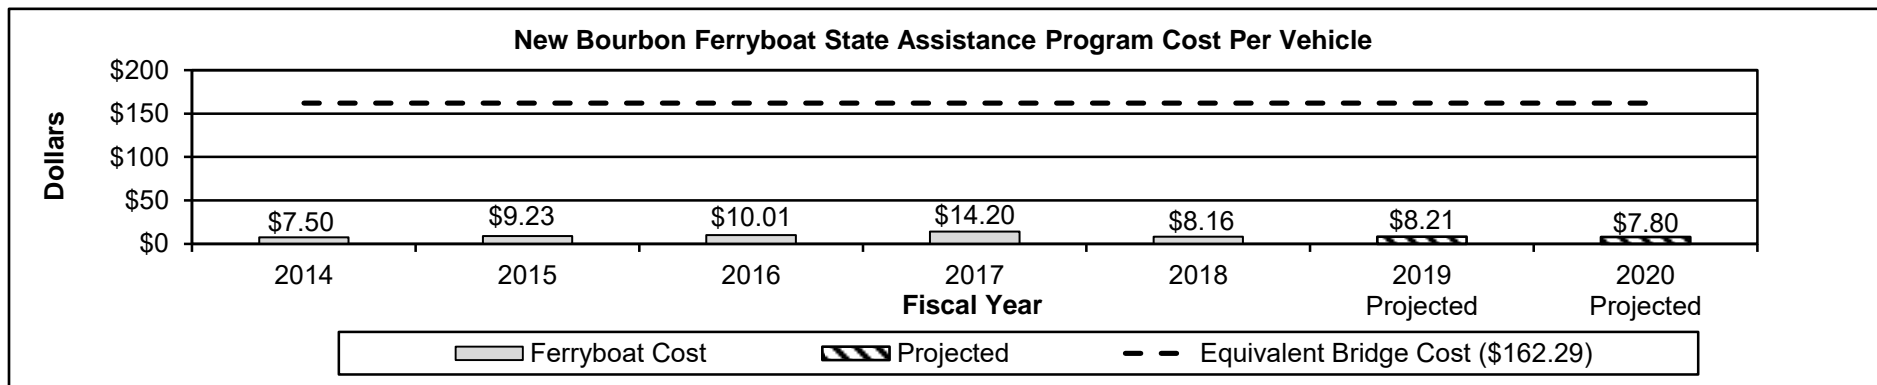 New Bourbon Ferryboat State Assistance Program Cost Per Vehicle
Dollars
$200
$150
$100
$50
$0
$7.50
$9.23
$10.01
$14.20
$8.16
$8.21
$7.80
2014
2015
2016
2017
2018
2019
Projected
2020
Projected
Fiscal Year
Ferryboat Cost
Projected
Equivalent Bridge Cost ($162.29)